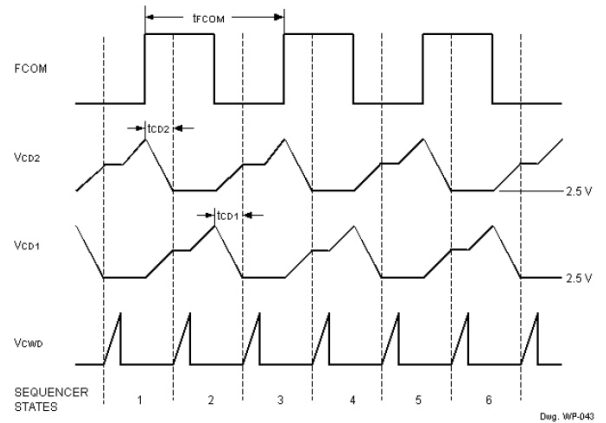 tFCOM
FCOM
tCD2
VCD2
2.5 V
tCD1
VCD1
2.5 V
VCWD
SEQUENCER
STATES
1 2 3 4 5 6
Dwg. WP-043